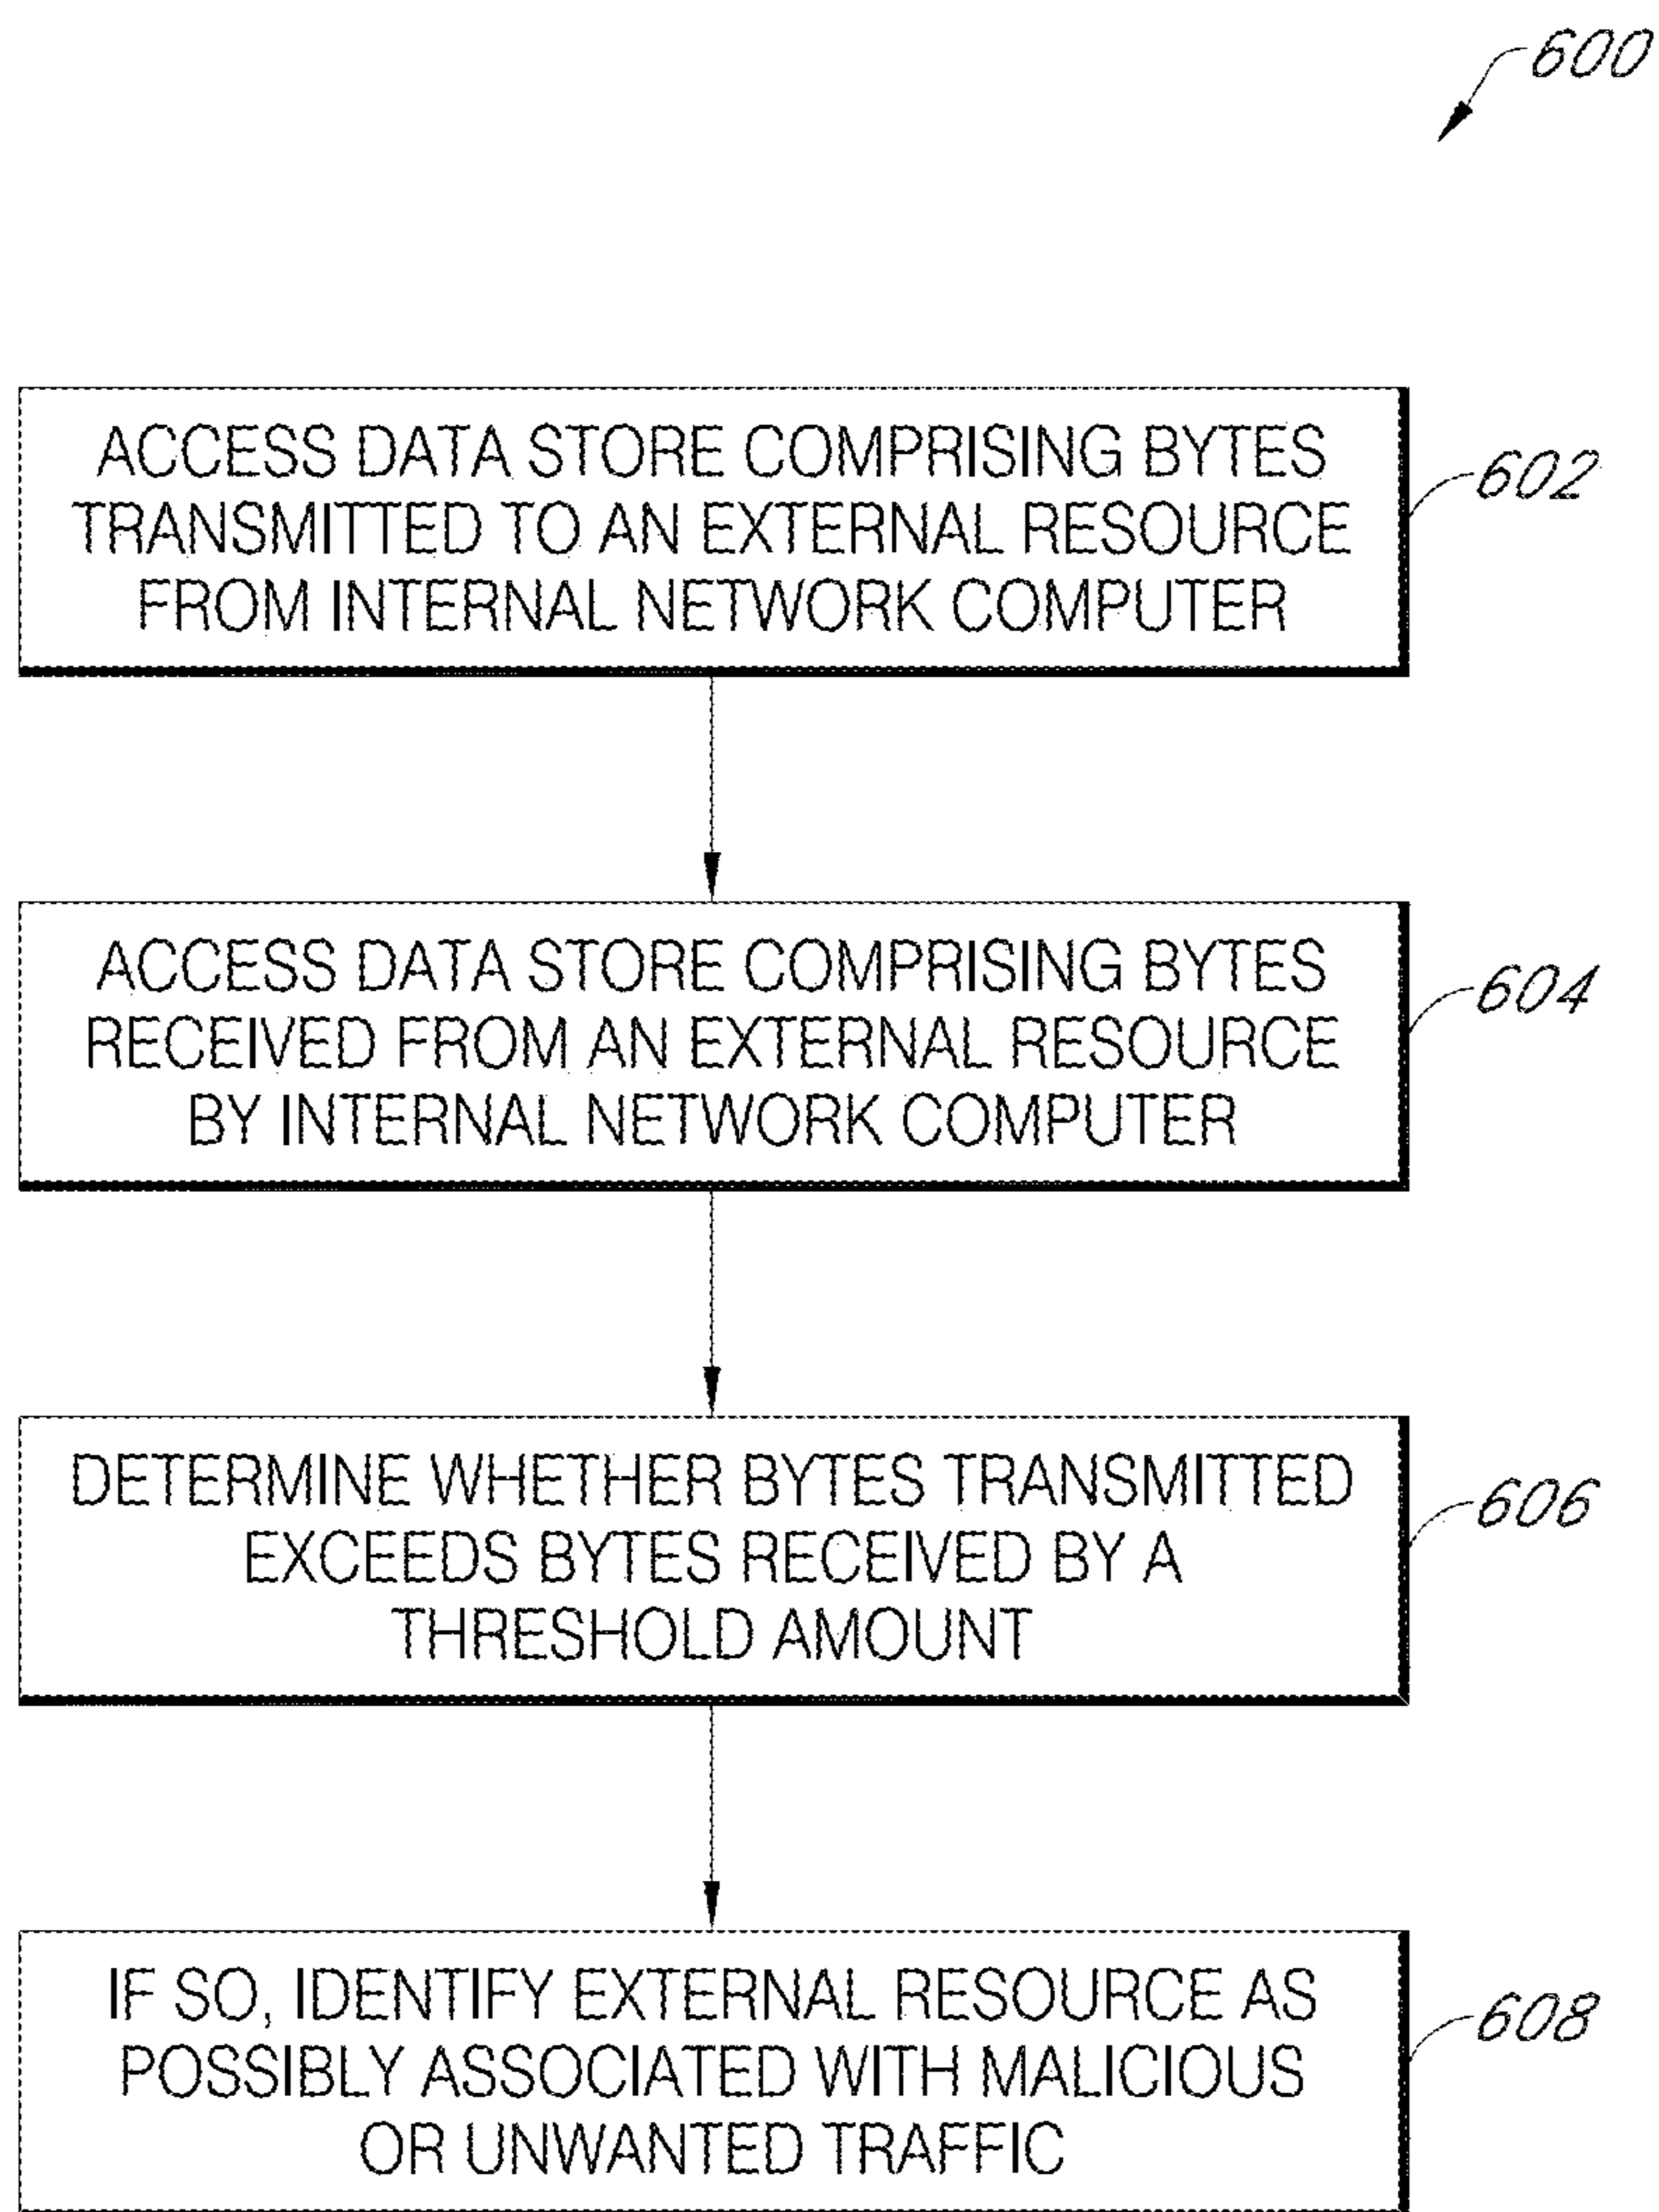 600
ACCESS DATA STORE COMPRISING BYTES
TRANSMITTED TO AN EXTERNAL RESOURCE
FROM INTERNAL NETWORK COMPUTER
602
ACCESS DATA STORE COMPRISING BYTES
RECEIVED FROM AN EXTERNAL RESOURCE
BY INTERNAL NETWORK COMPUTER
604
DETERMINE WHETHER BYTES TRANSMITTED
EXCEEDS BYTES RECEIVED BY A
THRESHOLD AMOUNT
606
IF SO, IDENTIFY EXTERNAL RESOURCE AS
POSSIBLY ASSOCIATED WITH MALICIOUS
OR UNWANTED TRAFFIC
608